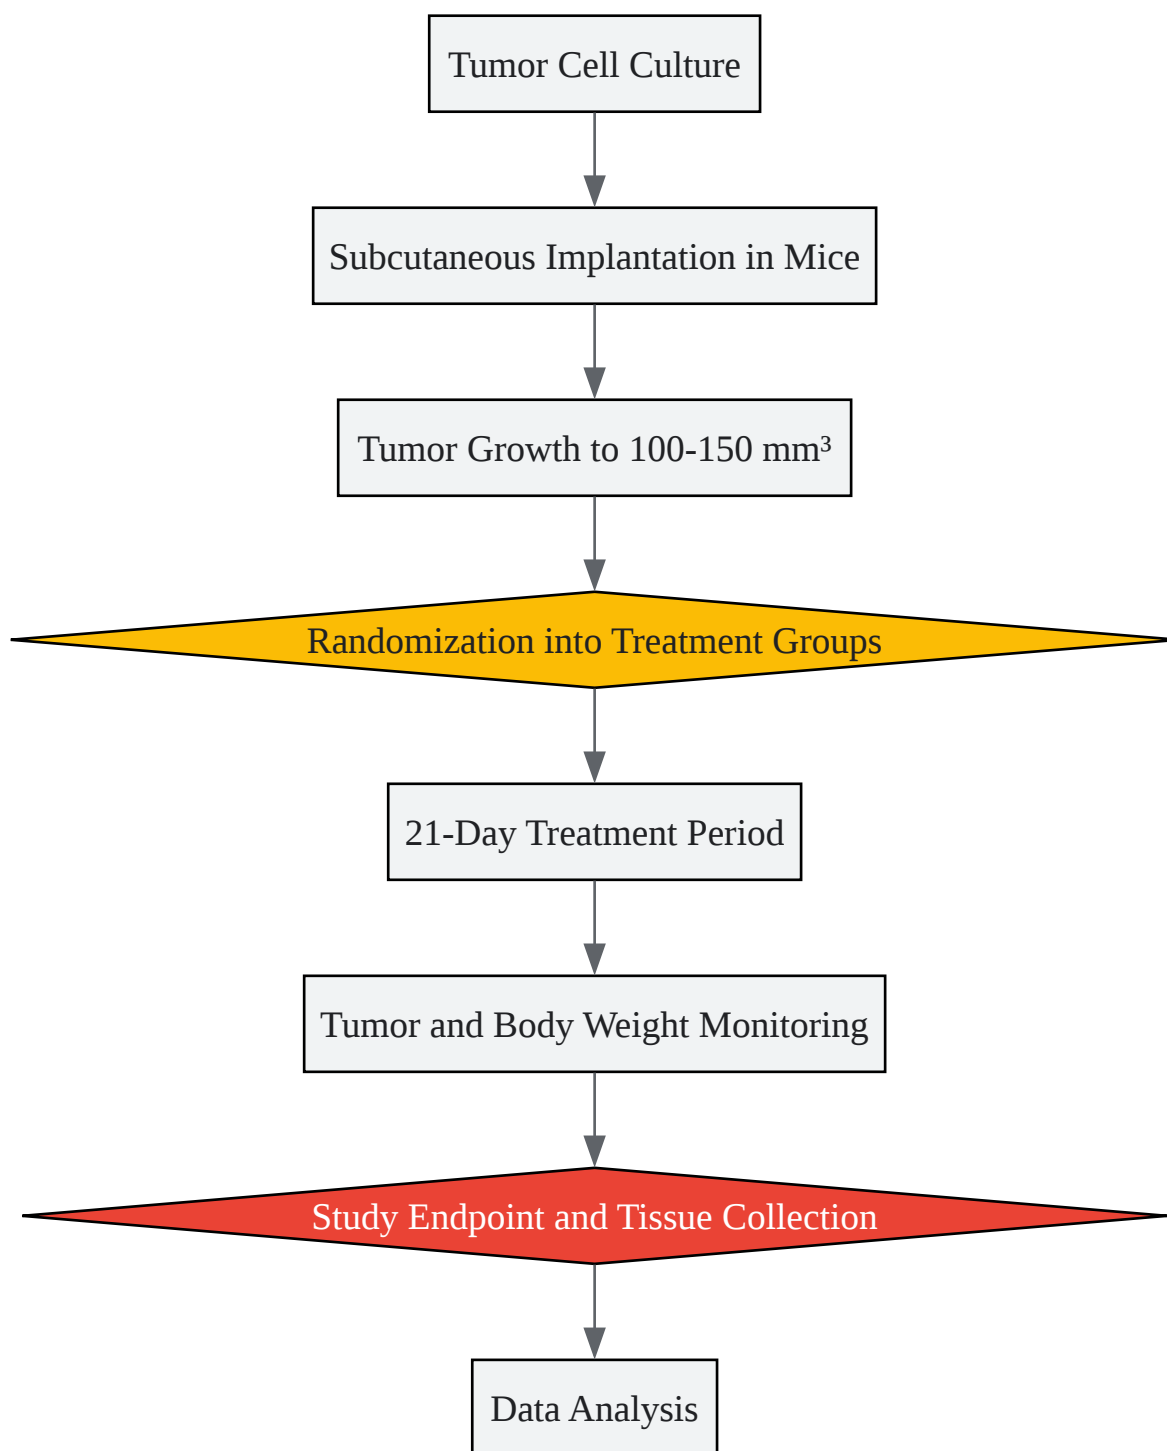 Tumor Cell Culture
Subcutaneous Implantation in Mice
Tumor Growth to 100-150 mm³
Randomization into Treatment Groups
21-Day Treatment Period
Tumor and Body Weight Monitoring
Study Endpoint and Tissue Collection
Data Analysis